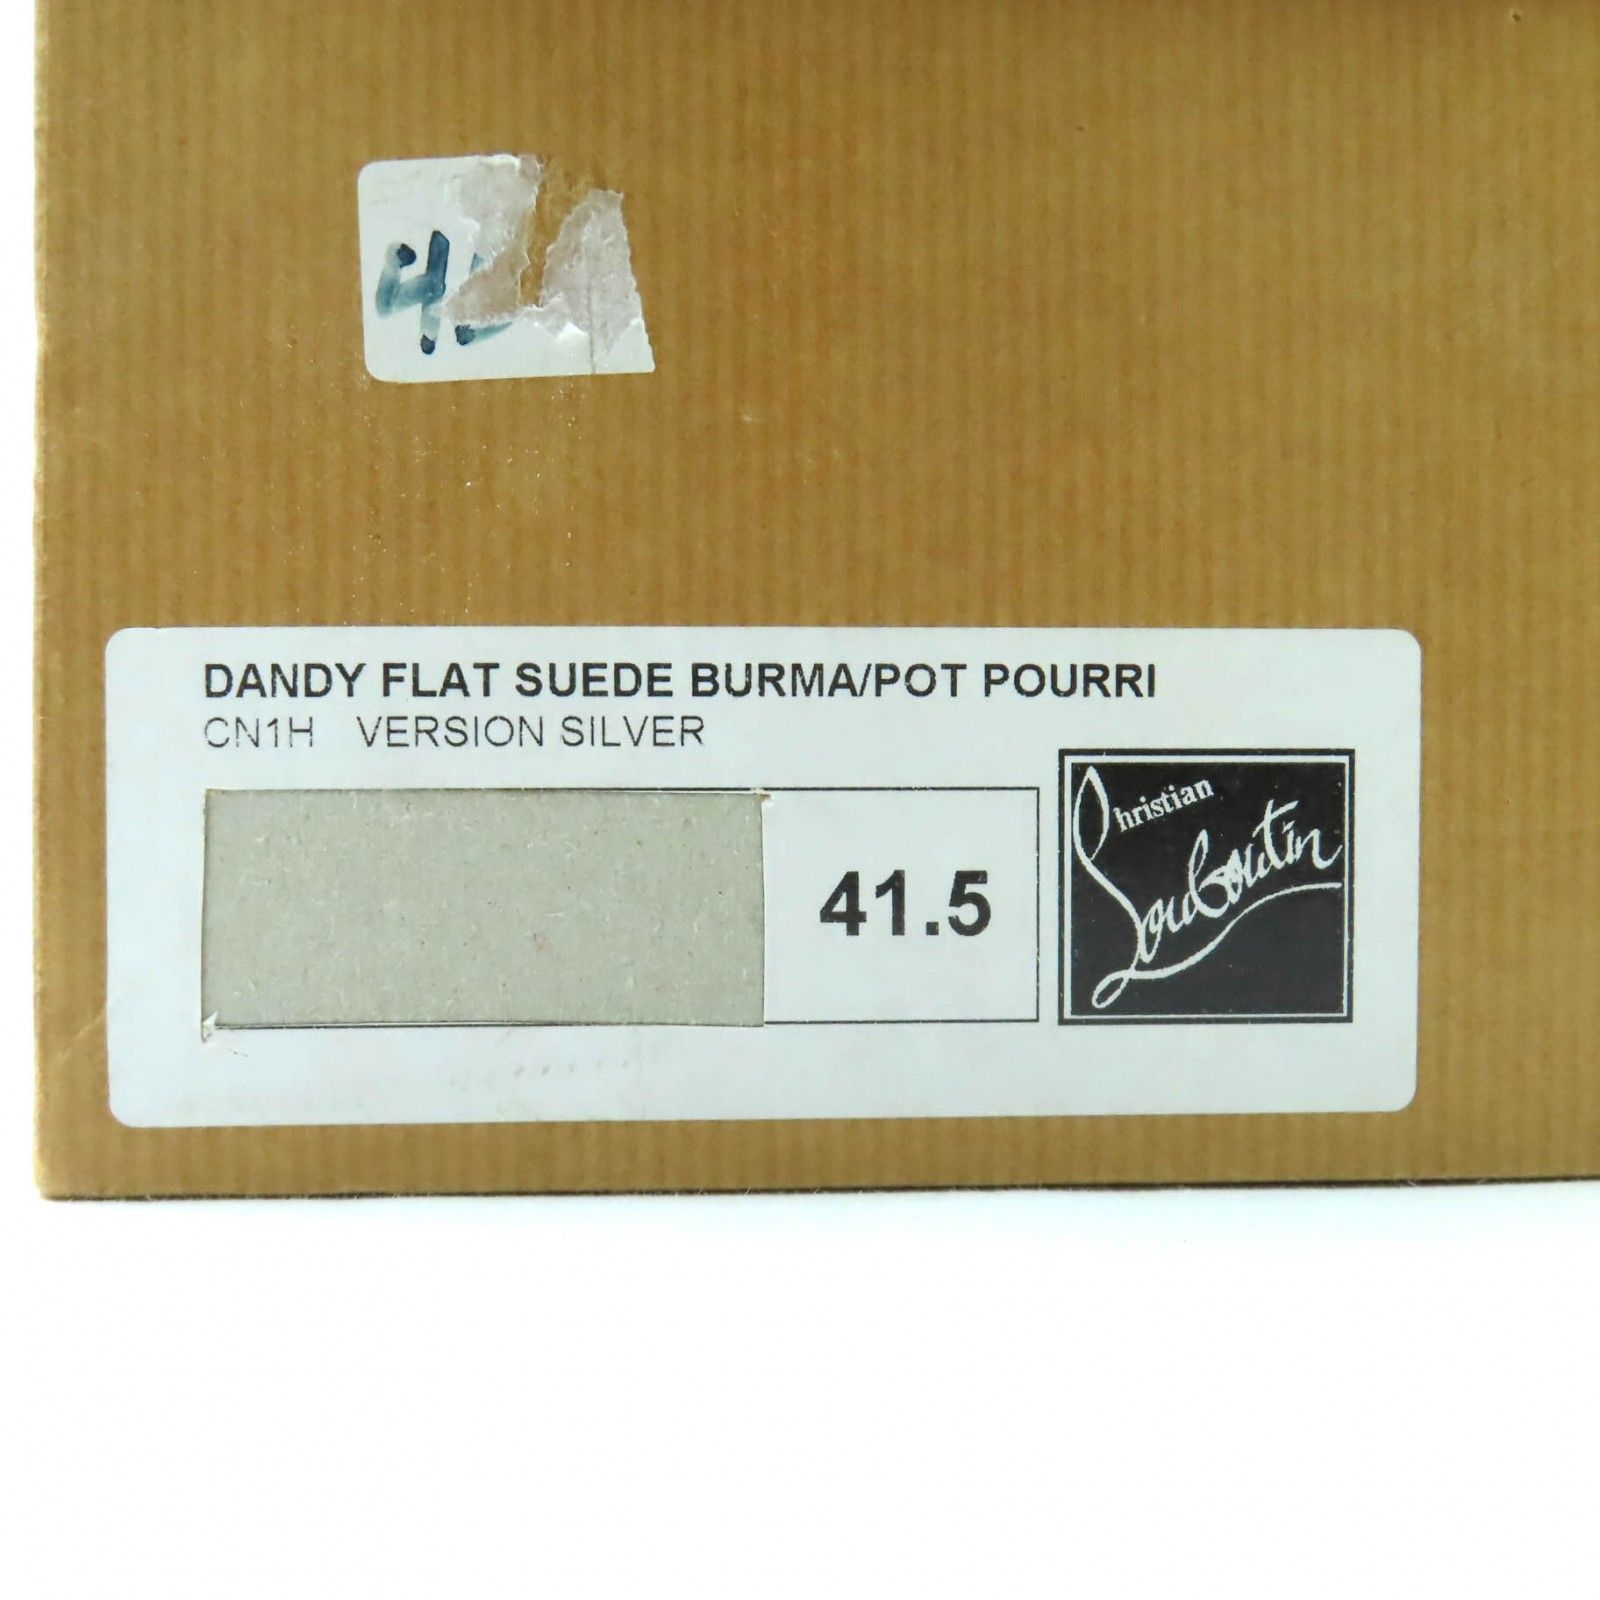 DANDY FLAT SUEDE BURMA/POT POURRI
CN1H VERSION SILVER
41.5
Christian
Louboutin